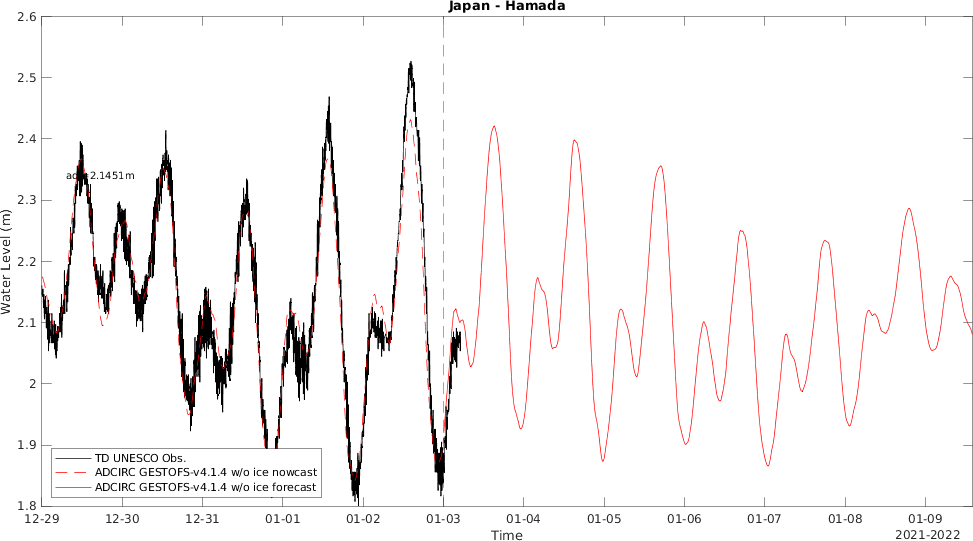 Japan - Hamada
2.6
2.5
2.4
2.3
2.2
2.1
2
1.9
1.8
Water Level (m)
2.1451m
TD UNESCO Obs.
ADCIRC GESTOFS-v4.1.4 w/o ice nowcast
ADCIRC GESTOFS-v4.1.4 w/o ice forecast
12-29 12-30 12-31 01-01 01-02 01-03 01-04 01-05 01-06 01-07 01-08 01-09
Time
2021-2022